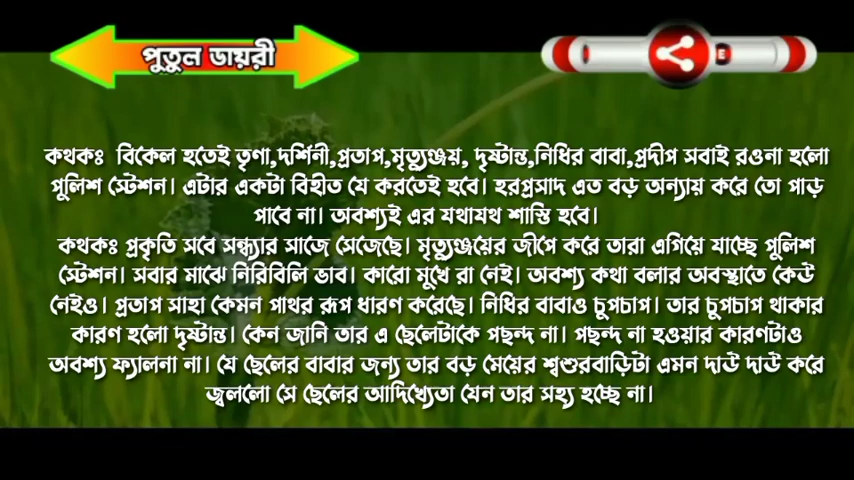 পুতুল ডায়রী
E
কথকঃ বিকেল হতেই তৃণা,দর্শিনী,প্রতাপ,মৃত্যুঞ্জয়, দৃষ্টান্ত,নিধির বাবা,প্রদীপ সবাই রওনা হলো
পুলিশ স্টেশন। এটার একটা বিহীত যে করতেই হবে। হরপ্রসাদ এত বড় অন্যায় করে তো পাড়
পাবে না। অবশ্যই এর যথাযথ শাস্তি হবে।
কথকঃ প্রকৃতি সবে সন্ধ্যার সাজে সেজেছে। মৃত্যুঞ্জয়ের জীপে করে তারা এগিয়ে যাচ্ছে পুলিশ
স্টেশন। সবার মাঝে নিরিবিলি ভাব। কারো মুখে রা নেই। অবশ্য কথা বলার অবস্থাতে কেউ
নেইও। প্রতাপ সাহা কেমন পাথর রূপ ধারণ করেছে। নিধির বাবাও চুপচাপ। তার চুপচাপ থাকার
কারণ হলো দৃষ্টান্ত। কেন জানি তার এ ছেলেটাকে পছন্দ না। পছন্দ না হওয়ার কারণটাও
অবশ্য ফ্যালনা না। যে ছেলের বাবার জন্য তার বড় মেয়ের শ্বশুরবাড়িটা এমন দাউ দাউ করে
জ্বললো সে ছেলের আদিখ্যেতা যেন তার সহ্য হচ্ছে না।